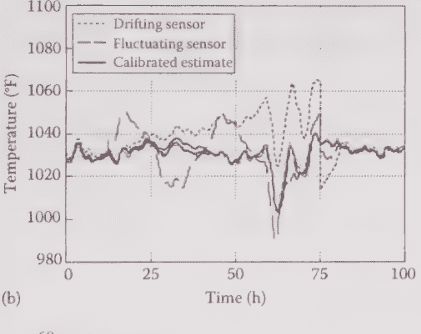 1100
1080
1060
1040
1020
1000
980
Temperature (°F)
Drifting sensor
Fluctuating sensor
Calibrated estimate
0
25
50
75
100
(b)
Time (h)